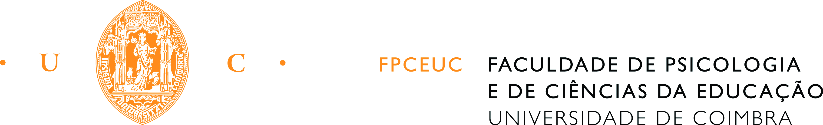 · U C ·
FPCEUC FACULDADE DE PSICOLOGIA
E DE CIÊNCIAS DA EDUCAÇÃO
UNIVERSIDADE DE COIMBRA